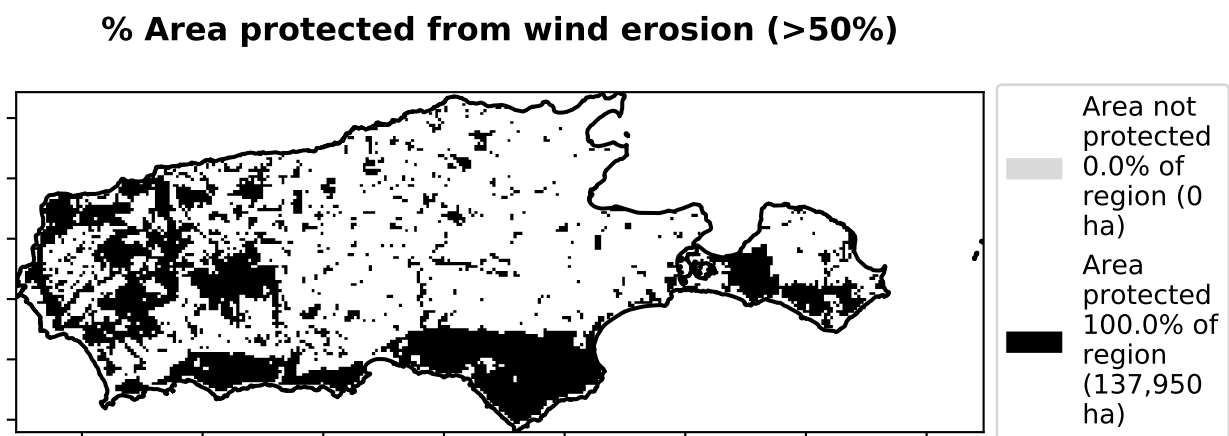 % Area protected from wind erosion (>50%)
Area not
protected
0.0% of
region (0
ha)
Area
protected
100.0% of
region
(137,950
ha)